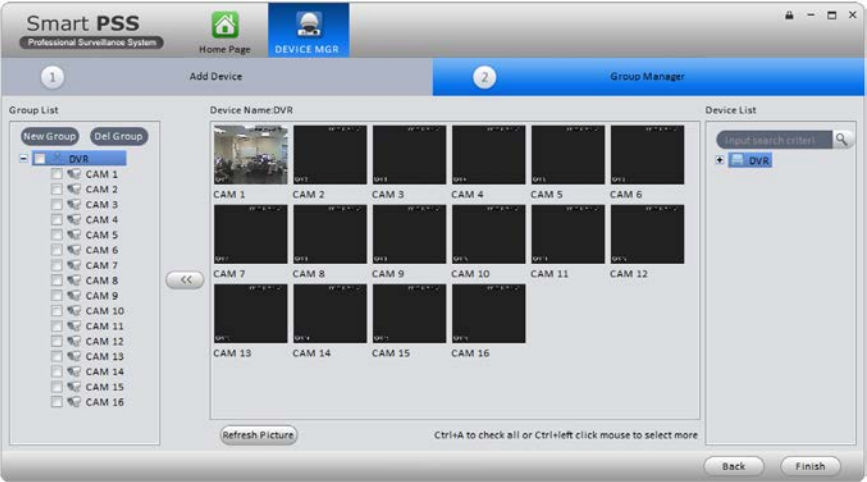 Smart PSS
Professional Surveillance System
Home Page
DEVICE MGR
1 Add Device
2 Group Manager
Group List
New Group Del Group
DVR
CAM 1
CAM 2
CAM 3
CAM 4
CAM 5
CAM 6
CAM 7
CAM 8
CAM 9
CAM 10
CAM 11
CAM 12
CAM 13
CAM 14
CAM 15
CAM 16
<<
Device Name:DVR
CAM 1 CAM 2 CAM 3 CAM 4 CAM 5 CAM 6
CAM 7 CAM 8 CAM 9 CAM 10 CAM 11 CAM 12
CAM 13 CAM 14 CAM 15 CAM 16
Refresh Picture
Ctrl+A to check all or Ctrl+left click mouse to select more
Device List
Input search criteri
DVR
Back Finish